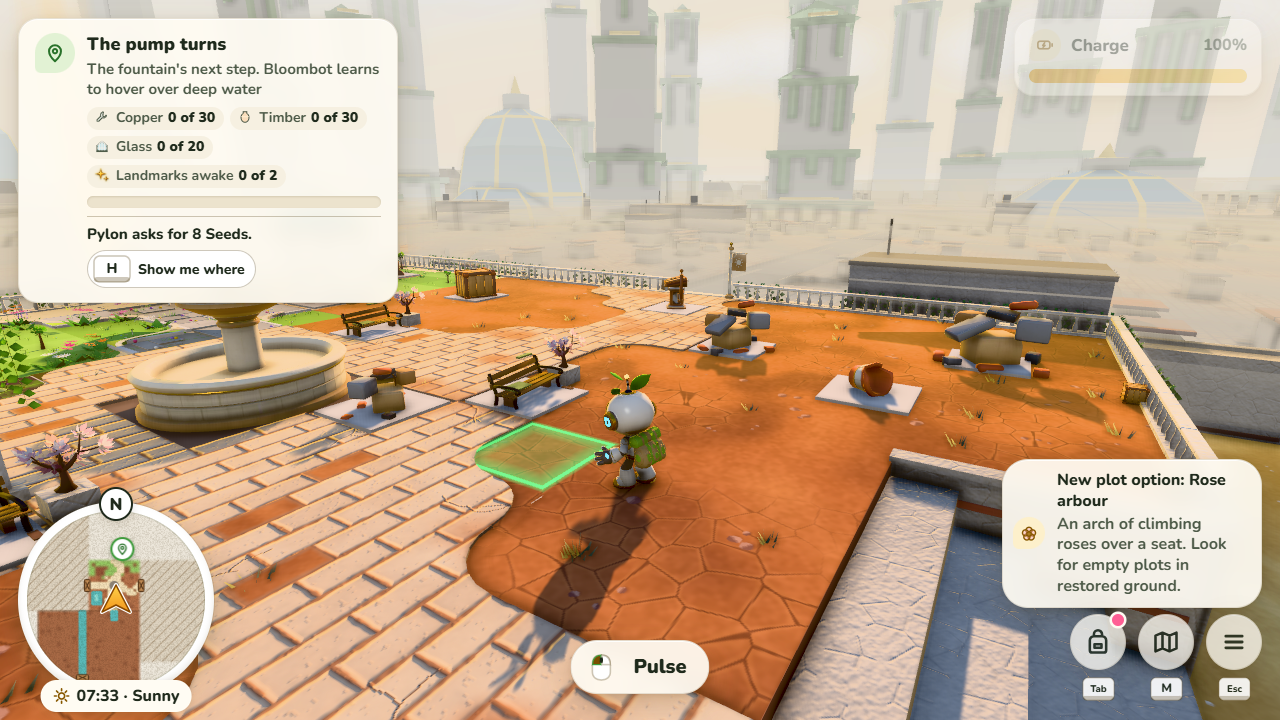 The pump turns
The fountain's next step. Bloombot learns
to hover over deep water
Copper 0 of 30 Timber 0 of 30
Glass 0 of 20
Landmarks awake 0 of 2
Pylon asks for 8 Seeds.
H Show me where
Charge 100%
N
07:33 · Sunny
Pulse
New plot option: Rose
arbour
An arch of climbing
roses over a seat. Look
for empty plots in
restored ground.
Tab M Esc